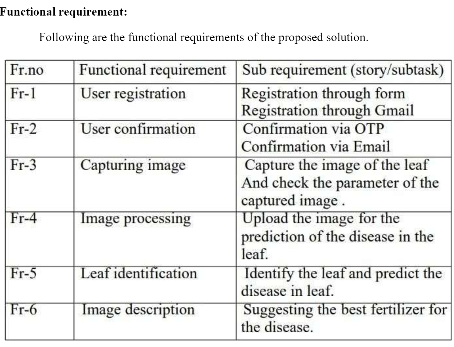 Functional requirement:
Following are the functional requirements of the proposed solution.
Fr.no Functional requirement Sub requirement (story/subtask)
Fr-1 User registration Registration through form
Registration through Gmail
Fr-2 User confirmation Confirmation via OTP
Confirmation via Email
Fr-3 Capturing image Capture the image of the leaf
And check the parameter of the
captured image .
Fr-4 Image processing Upload the image for the
prediction of the disease in the
leaf.
Fr-5 Leaf identification Identify the leaf and predict the
disease in leaf.
Fr-6 Image description Suggesting the best fertilizer for
the disease.